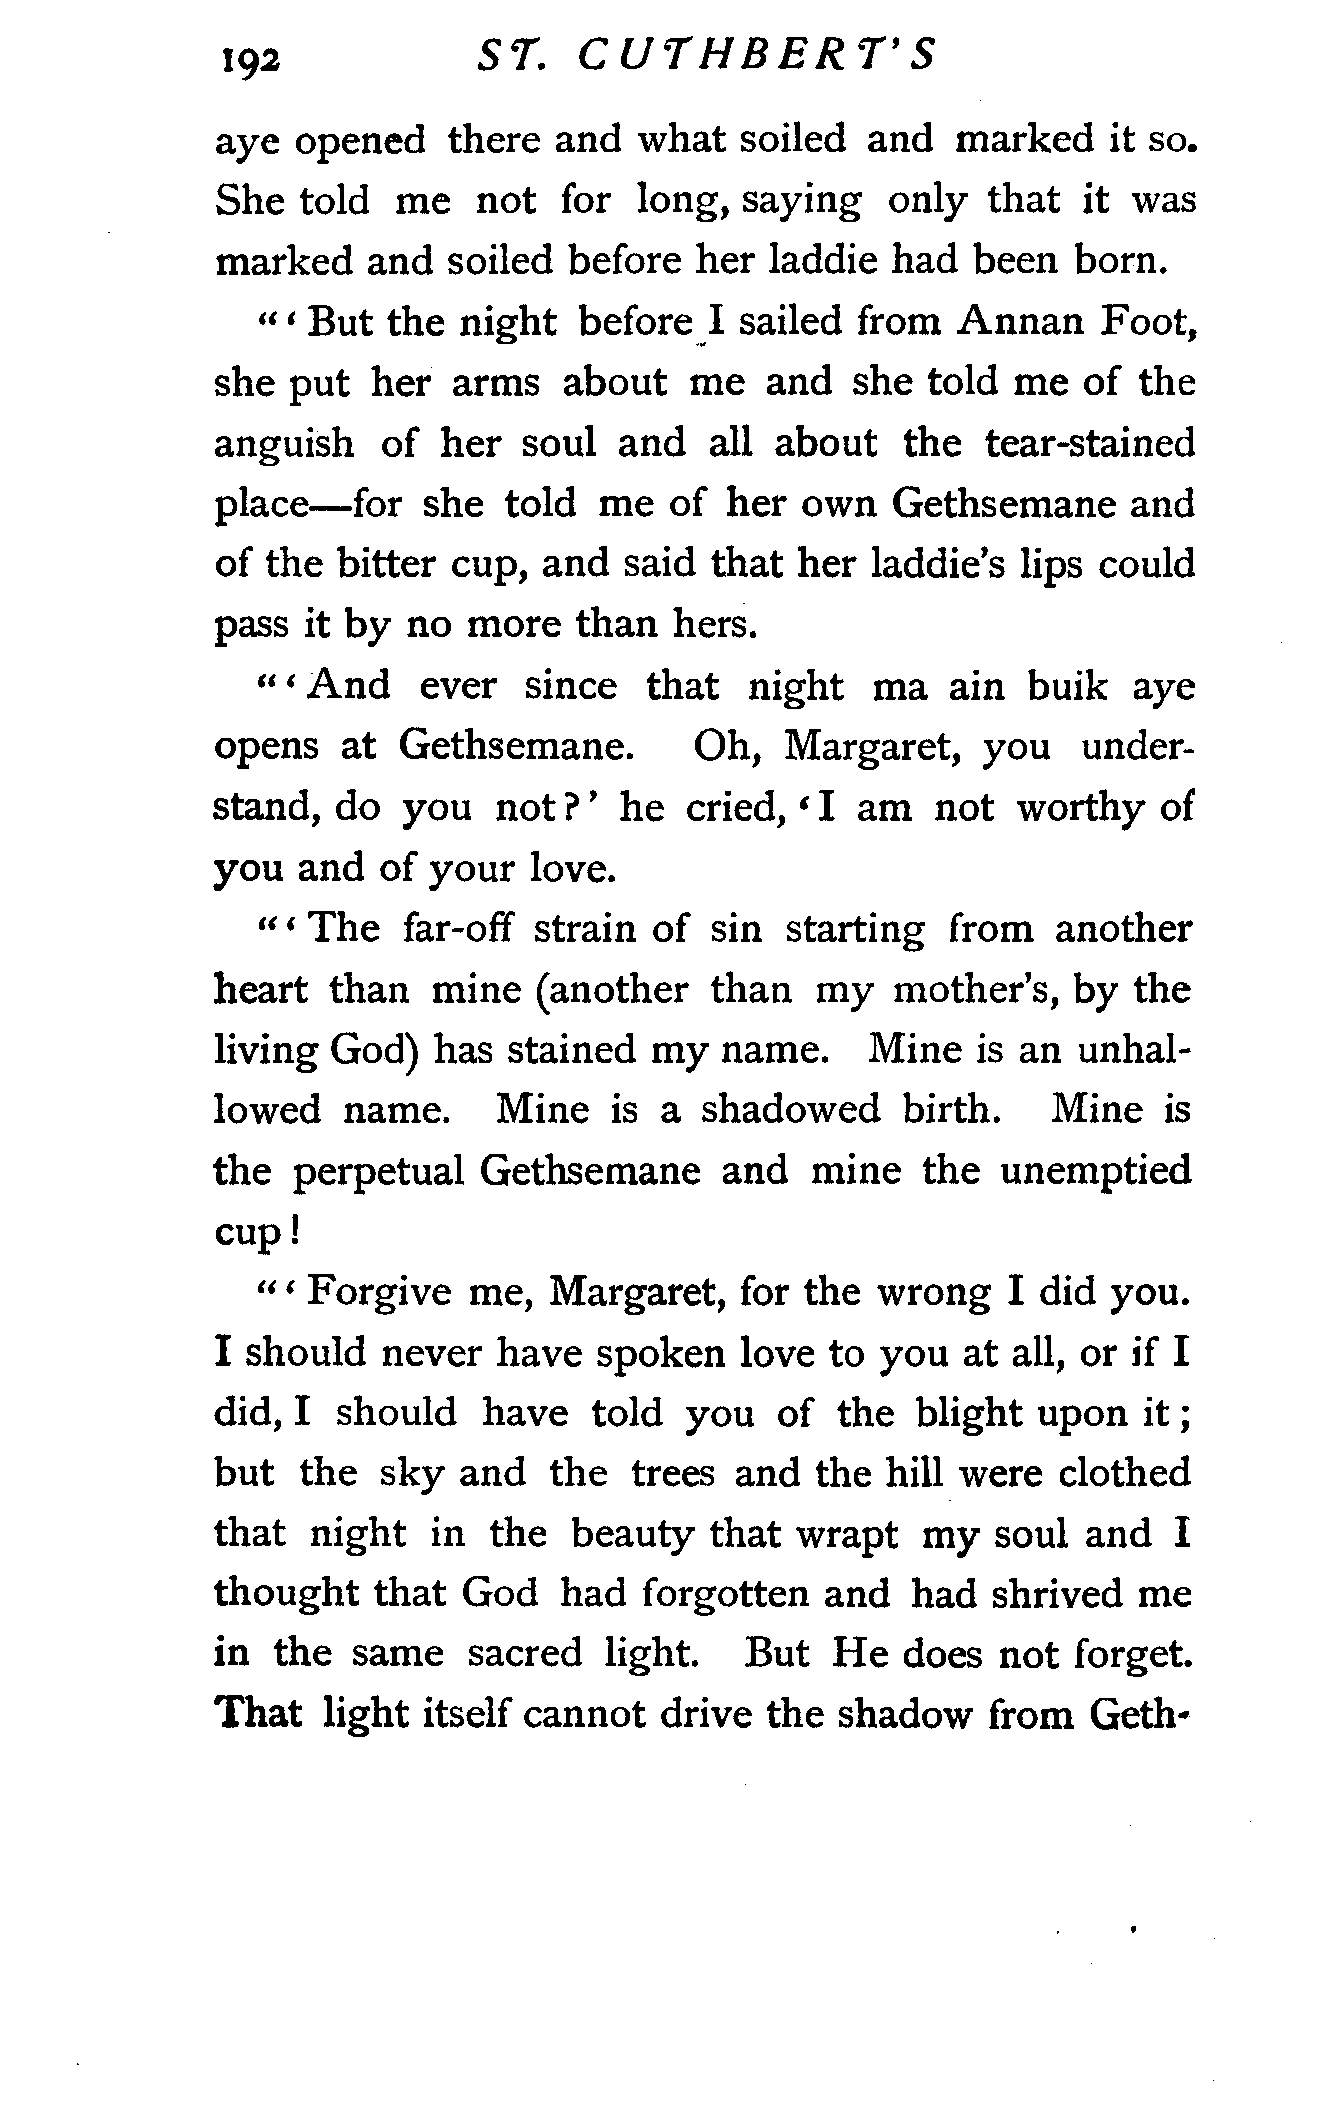 192 ST. CUTHBERT'S
aye opened there and what soiled and marked it so.
She told me not for long, saying only that it was
marked and soiled before her laddie had been born.
“‘But the night before I sailed from Annan Foot,
she put her arms about me and she told me of the
anguish of her soul and all about the tear-stained
place—for she told me of her own Gethsemane and
of the bitter cup, and said that her laddie's lips could
pass it by no more than hers.
“‘And ever since that night ma ain buik aye
opens at Gethsemane. Oh, Margaret, you under-
stand, do you not?’ he cried, ‘I am not worthy of
you and of your love.
“‘The far-off strain of sin starting from another
heart than mine (another than my mother's, by the
living God) has stained my name. Mine is an unhal-
lowed name. Mine is a shadowed birth. Mine is
the perpetual Gethsemane and mine the unemptied
cup!
“‘Forgive me, Margaret, for the wrong I did you.
I should never have spoken love to you at all, or if I
did, I should have told you of the blight upon it;
but the sky and the trees and the hill were clothed
that night in the beauty that wrapt my soul and I
thought that God had forgotten and had shrived me
in the same sacred light. But He does not forget.
That light itself cannot drive the shadow from Geth-